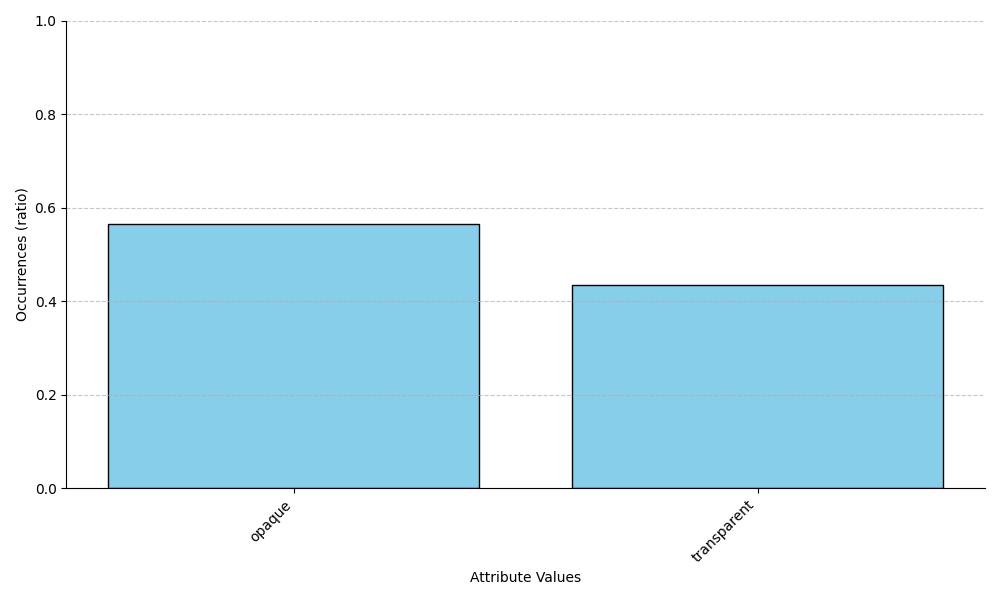 1.0
0.8
0.6
0.4
0.2
0.0
Occurrences (ratio)
opaque
transparent
Attribute Values